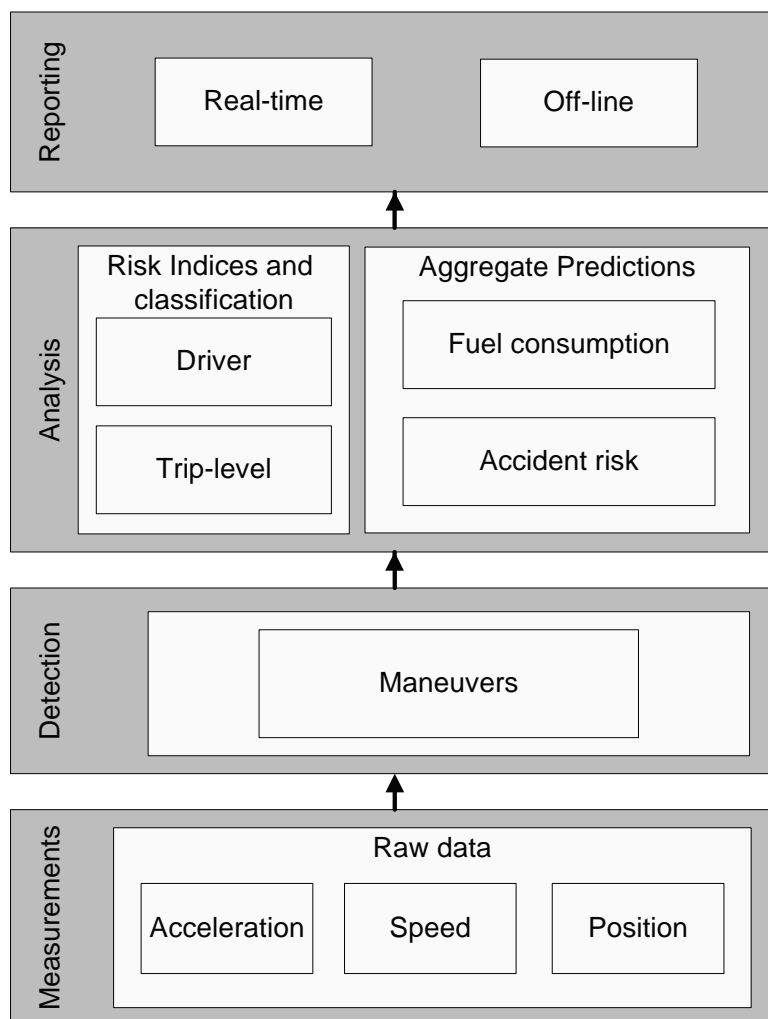 Reporting
Real-time
Off-line
Analysis
Risk Indices and
classification
Driver
Trip-level
Aggregate Predictions
Fuel consumption
Accident risk
Detection
Maneuvers
Measurements
Raw data
Acceleration
Speed
Position